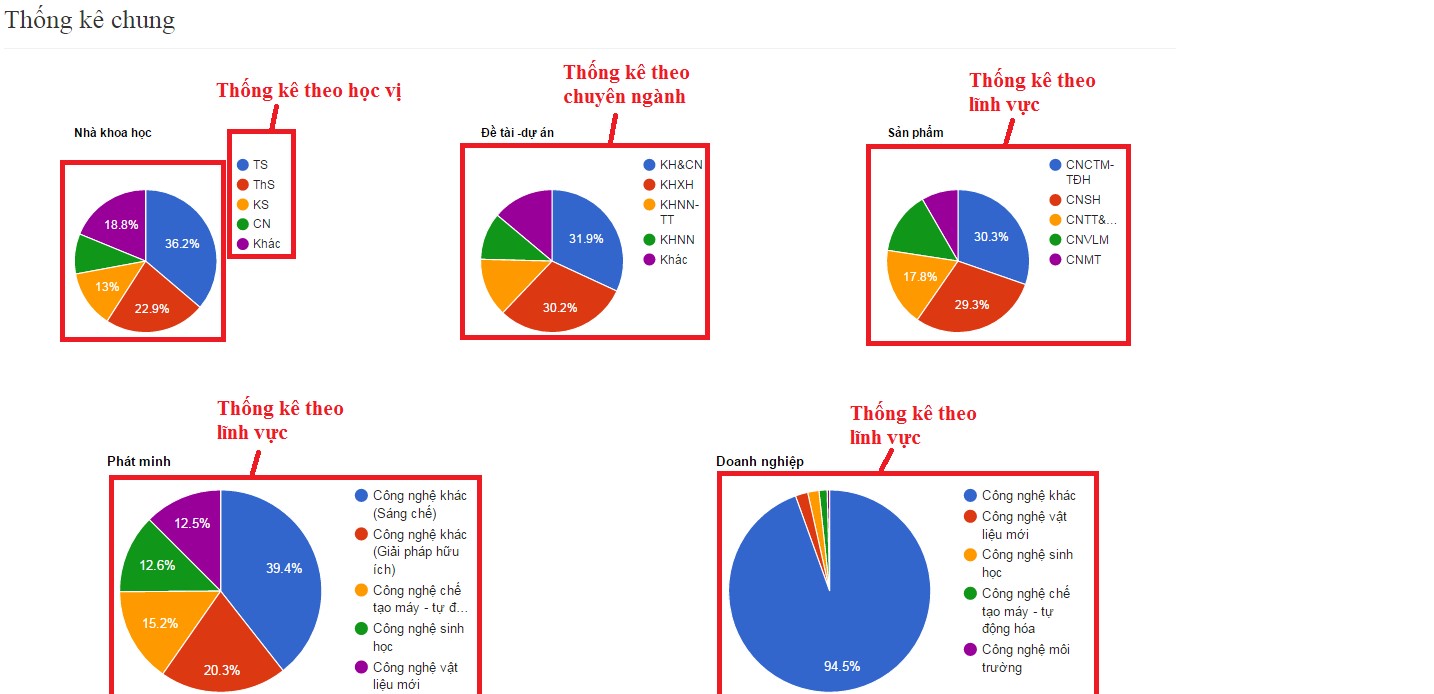 Thống kê chung
Thống kê theo học vị
Thống kê theo
chuyên ngành
Thống kê theo
lĩnh vực
Nhà khoa học
TS
ThS
KS
CN
Khác
36.2%
22.9%
13%
18.8%
Đề tài -dự án
KH&CN
KHXH
KHNN-
TT
KHNN
Khác
31.9%
30.2%
Sản phẩm
CNCTM-
TĐH
CNSH
CNTT&...
CNVLM
CNMT
30.3%
29.3%
17.8%
Thống kê theo
lĩnh vực
Phát minh
Công nghệ khác
(Sáng chế)
Công nghệ khác
(Giải pháp hữu
ích)
Công nghệ chế
tạo máy - tự đ...
Công nghệ sinh
học
Công nghệ vật
liệu mới
39.4%
20.3%
15.2%
12.6%
12.5%
Thống kê theo
lĩnh vực
Doanh nghiệp
Công nghệ khác
Công nghệ vật
liệu mới
Công nghệ sinh
học
Công nghệ chế
tạo máy - tự
động hóa
Công nghệ môi
trường
94.5%